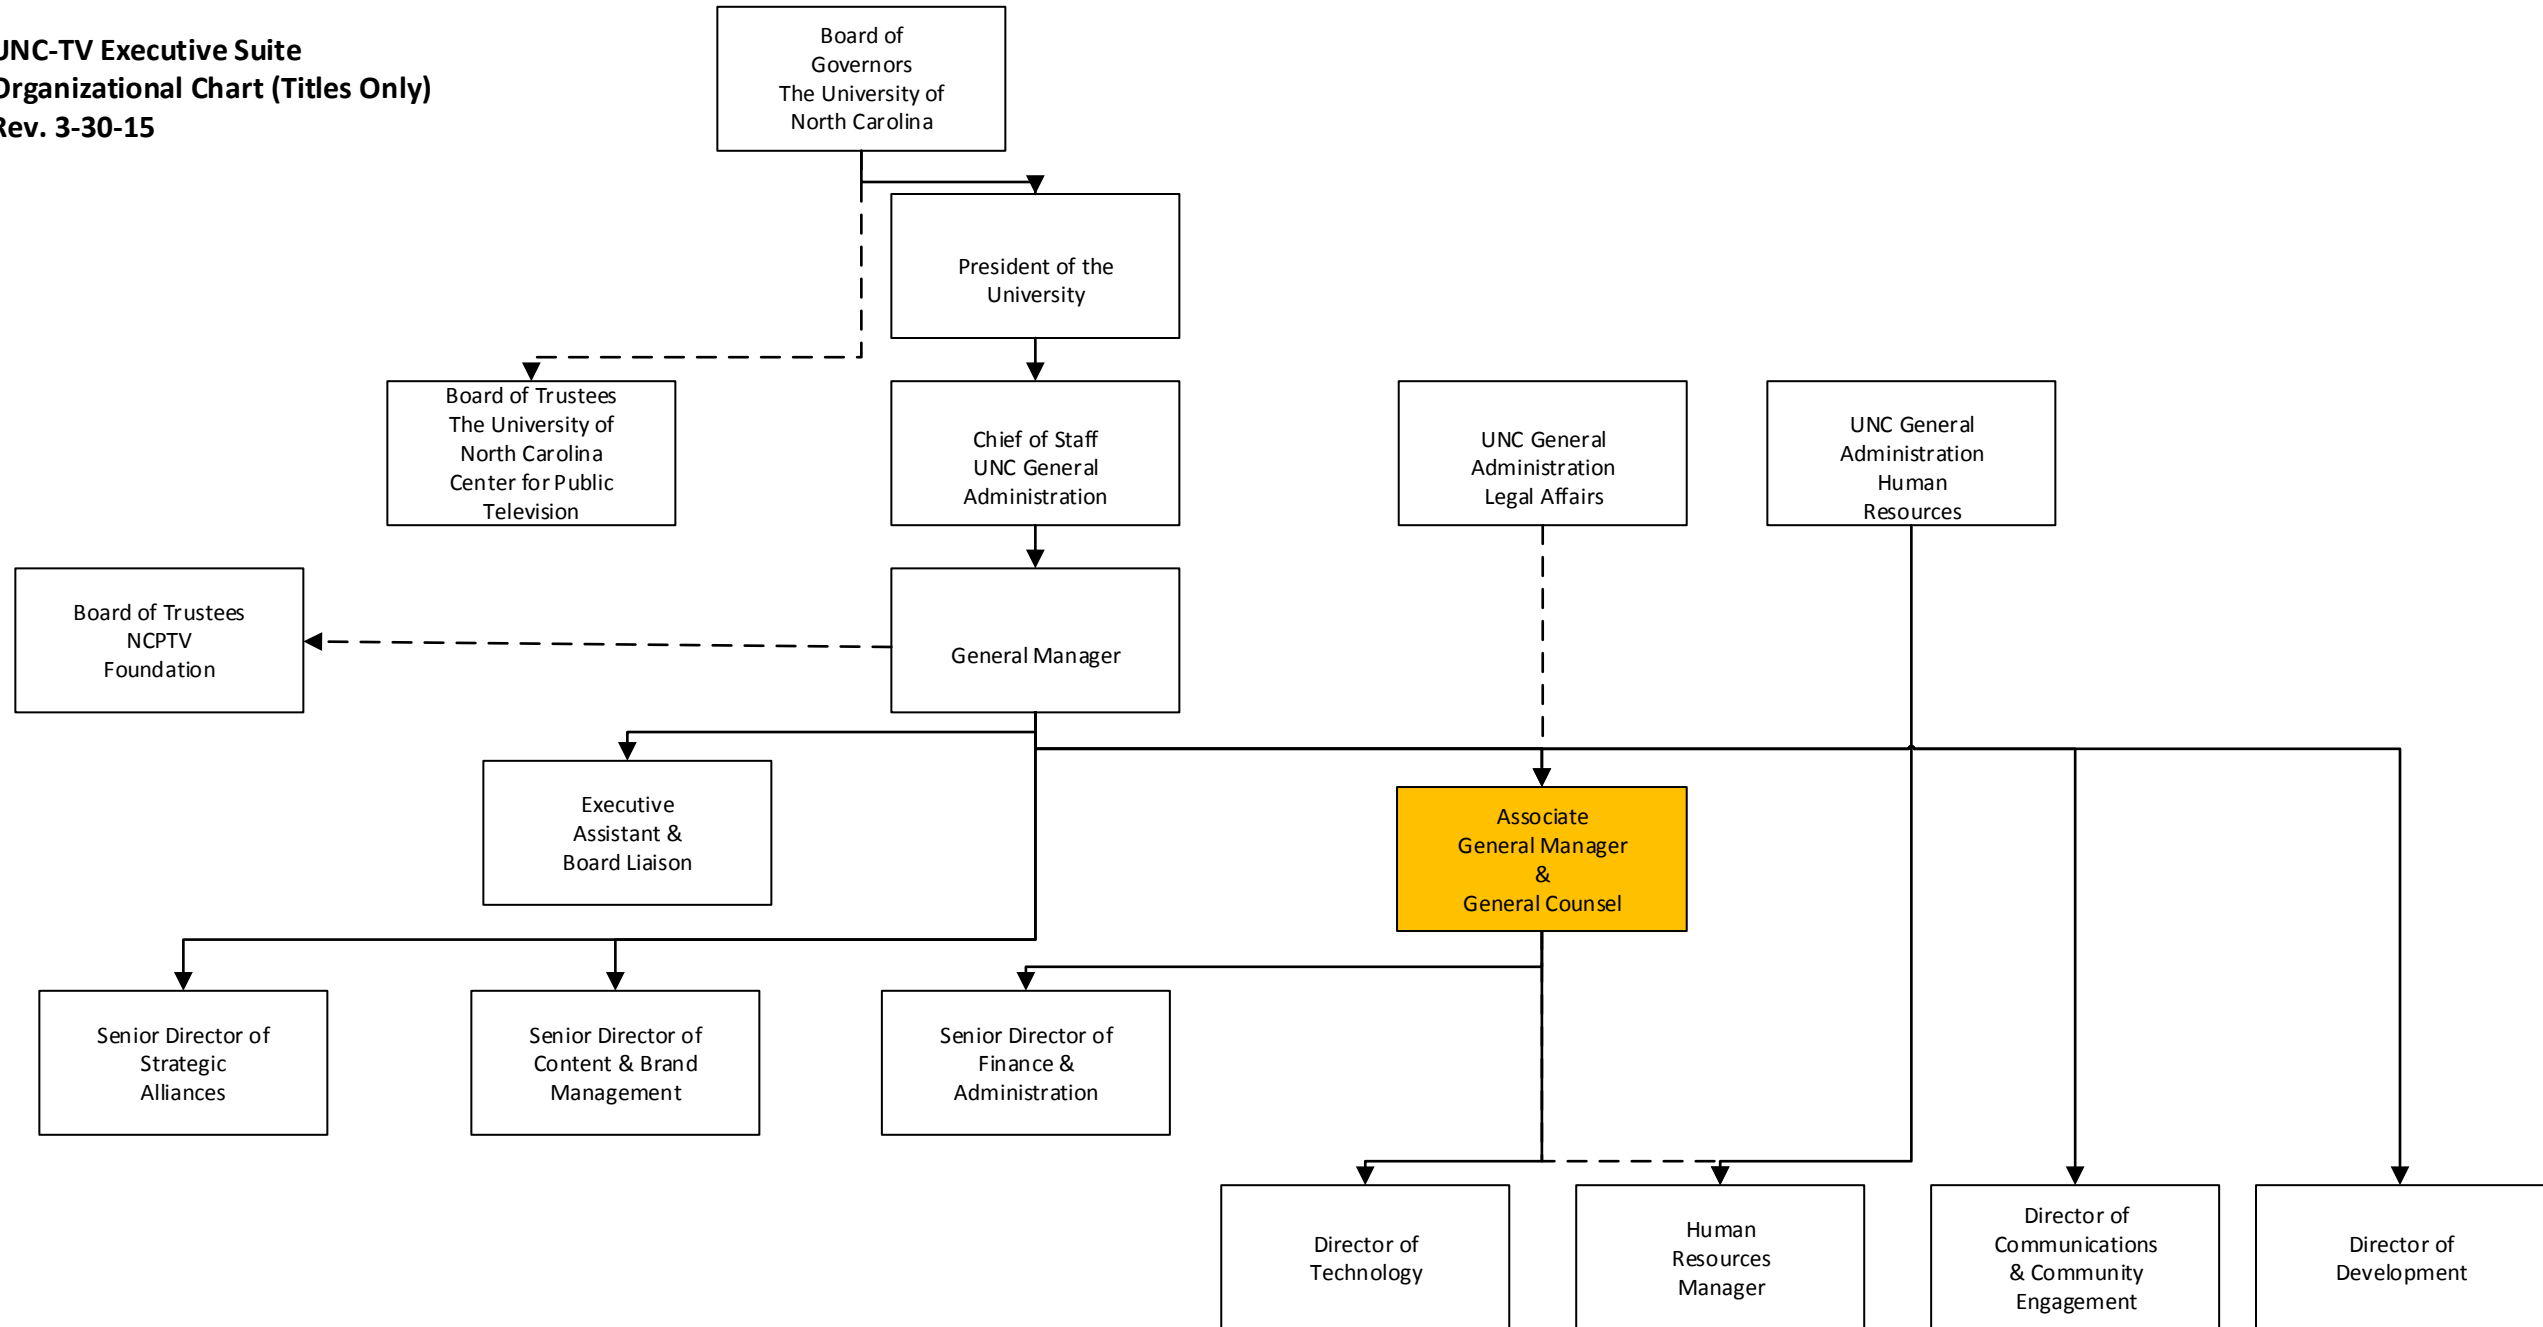 UNC-TV Executive Suite
Organizational Chart (Titles Only)
Rev. 3-30-15
Board of
Governors
The University of
North Carolina
President of the
University
Board of Trustees
The University of
North Carolina
Center for Public
Television
Chief of Staff
UNC General
Administration
UNC General
Administration
Legal Affairs
UNC General
Administration
Human
Resources
Board of Trustees
NCPTV
Foundation
General Manager
Executive
Assistant &
Board Liaison
Associate
General Manager
&
General Counsel
Senior Director of
Strategic
Alliances
Senior Director of
Content & Brand
Management
Senior Director of
Finance &
Administration
Director of
Technology
Human
Resources
Manager
Director of
Communications
& Community
Engagement
Director of
Development